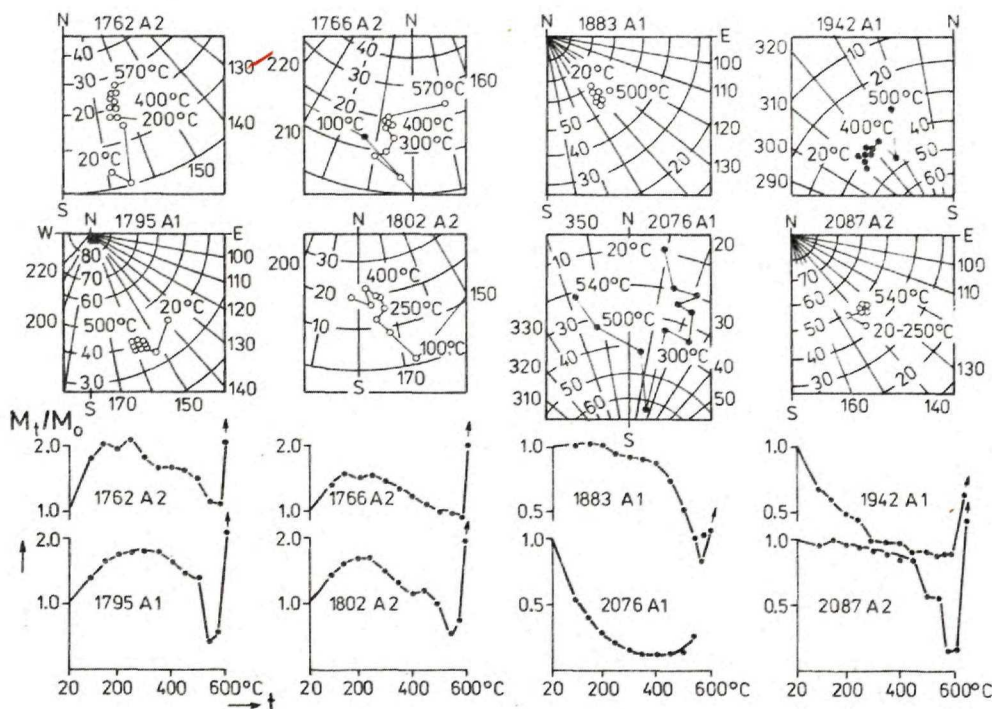 N 1762 A2
N 1766 A2
N 1883 A1
1942 A1 N
40 570°C 130
30 400°C
20 200°C 140
20°C 150
S
220 40 160
30 570°C
20
100°C 400°C
210 10 300°C
S
E
20°C 100
500°C 110
50
40 120
30 20 130
S
320 10
20
310 500°C
400°C 40
300 20°C 50
290 60
S
W N 1795 A1 E
220 80 100
70 110
60 20°C 120
200 500°C
40 130
30 140
S 170 150
1802 A2
200 30
400°C
20 250°C 150
10
100°C
S 170
350 N 2076 A1
10 20°C 20
540°C
30
330 500°C
320 50 300°C 40
310 60 50
S
N 2087 A2 E
80 100
70 110
60 540°C
50
40 20-250°C
30 20 130
S 160 140
Mt/Mo
2.0
1.0
1762 A2
2.0
1.0
1766 A2
1.0
0.5
1883 A1
1.0
0.5
1942 A1
2.0
1.0
1795 A1
2.0
1.0
1802 A2
1.0
0.5
2076 A1
1.0
0.5
2087 A2
20 200 400 600°C
20 200 400 600°C
20 200 400 600°C
20 200 400 600°C
t